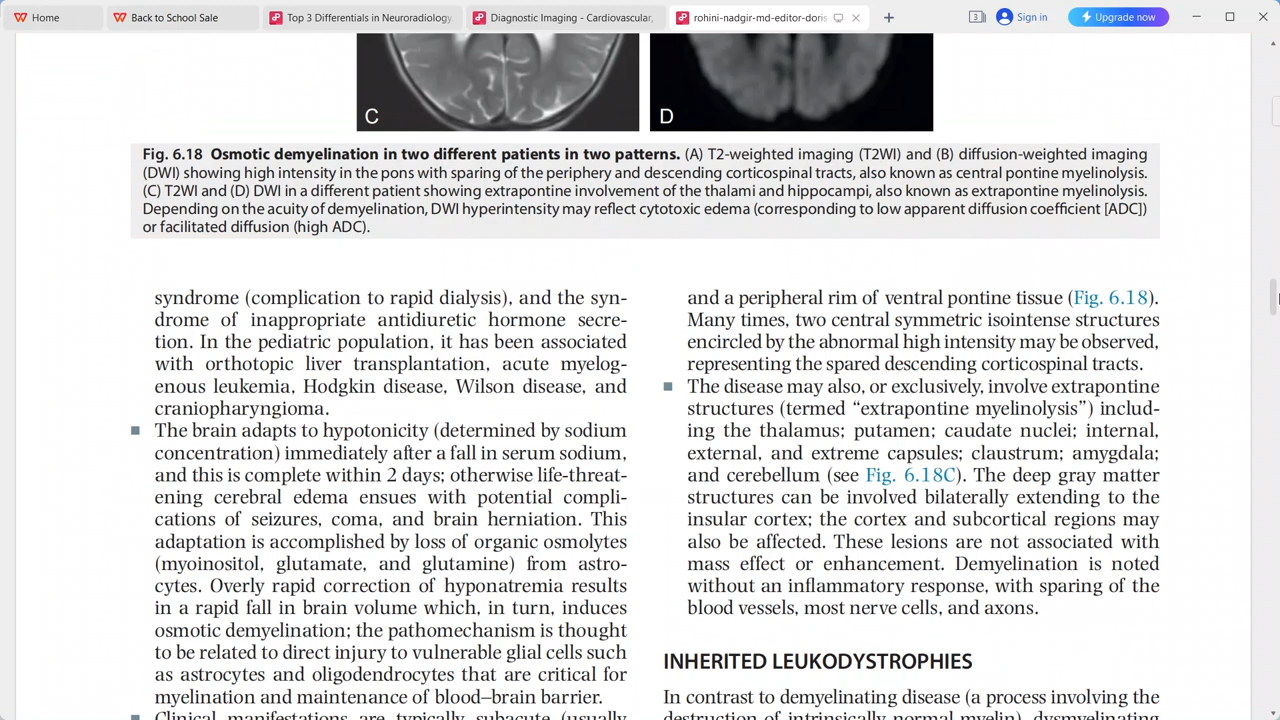 Home
Back to School Sale
Top 3 Differentials in Neuroradiology
Diagnostic Imaging - Cardiovascular,
rohini-nadgir-md-editor-doris
3
Sign in
Upgrade now
C
D
Fig. 6.18 Osmotic demyelination in two different patients in two patterns. (A) T2-weighted imaging (T2WI) and (B) diffusion-weighted imaging
(DWI) showing high intensity in the pons with sparing of the periphery and descending corticospinal tracts, also known as central pontine myelinolysis.
(C) T2WI and (D) DWI in a different patient showing extrapontine involvement of the thalami and hippocampi, also known as extrapontine myelinolysis.
Depending on the acuity of demyelination, DWI hyperintensity may reflect cytotoxic edema (corresponding to low apparent diffusion coefficient [ADC])
or facilitated diffusion (high ADC).
syndrome (complication to rapid dialysis), and the syn-
drome of inappropriate antidiuretic hormone secre-
tion. In the pediatric population, it has been associated
with orthotopic liver transplantation, acute myelog-
enous leukemia, Hodgkin disease, Wilson disease, and
craniopharyngioma.
■ The brain adapts to hypotonicity (determined by sodium
concentration) immediately after a fall in serum sodium,
and this is complete within 2 days; otherwise life-threat-
ening cerebral edema ensues with potential compli-
cations of seizures, coma, and brain herniation. This
adaptation is accomplished by loss of organic osmolytes
(myoinositol, glutamate, and glutamine) from astro-
cytes. Overly rapid correction of hyponatremia results
in a rapid fall in brain volume which, in turn, induces
osmotic demyelination; the pathomechanism is thought
to be related to direct injury to vulnerable glial cells such
as astrocytes and oligodendrocytes that are critical for
myelination and maintenance of blood–brain barrier.
■ Clinical manifestations are typically subacute (usually
and a peripheral rim of ventral pontine tissue (Fig. 6.18).
Many times, two central symmetric isointense structures
encircled by the abnormal high intensity may be observed,
representing the spared descending corticospinal tracts.
■ The disease may also, or exclusively, involve extrapontine
structures (termed “extrapontine myelinolysis”) includ-
ing the thalamus; putamen; caudate nuclei; internal,
external, and extreme capsules; claustrum; amygdala;
and cerebellum (see Fig. 6.18C). The deep gray matter
structures can be involved bilaterally extending to the
insular cortex; the cortex and subcortical regions may
also be affected. These lesions are not associated with
mass effect or enhancement. Demyelination is noted
without an inflammatory response, with sparing of the
blood vessels, most nerve cells, and axons.
INHERITED LEUKODYSTROPHIES
In contrast to demyelinating disease (a process involving the
destruction of intrinsically normal myelin), dysmyelinating